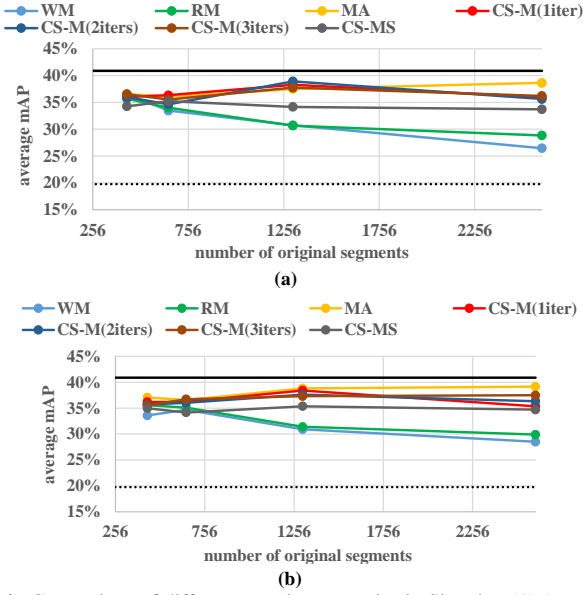 WM RM MA CS-M(1iter)
CS-M(2iters) CS-M(3iters) CS-MS
45%
40%
35%
30%
25%
20%
15%
average mAP
256 756 1256 1756 2256
number of original segments
(a)
WM RM MA CS-M(1iter)
CS-M(2iters) CS-M(3iters) CS-MS
45%
40%
35%
30%
25%
20%
15%
average mAP
256 756 1256 1756 2256
number of original segments
(b)